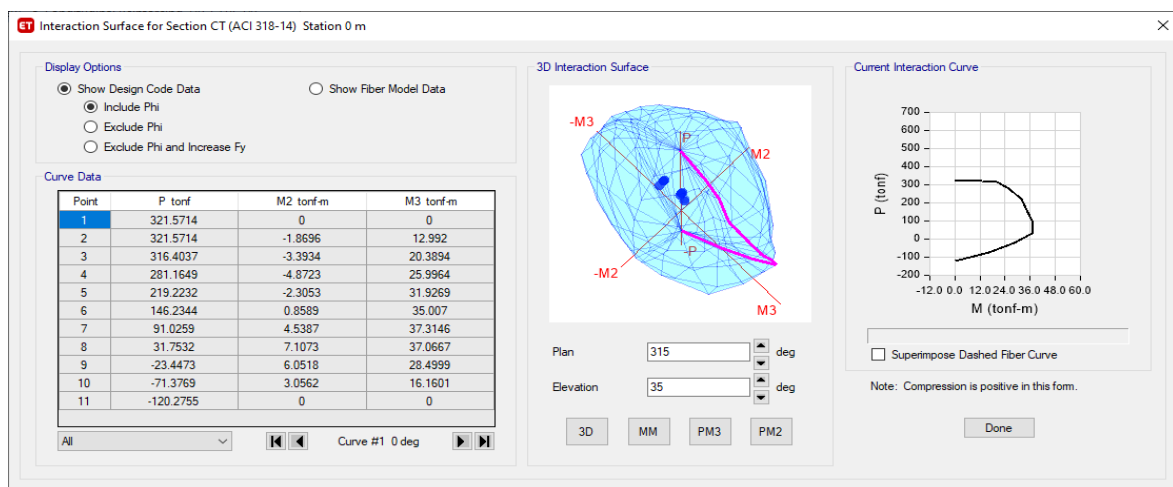 ET Interaction Surface for Section CT (ACI 318-14) Station 0 m
Display Options
Show Design Code Data
Show Fiber Model Data
Include Phi
Exclude Phi
Exclude Phi and Increase Fy
Curve Data
Point P tonf M2 tonf-m M3 tonf-m
1 321.5714 0 0
2 321.5714 -1.8696 12.992
3 316.4037 -3.3934 20.3894
4 281.1649 -4.8723 25.9964
5 219.2232 -2.3053 31.9269
6 146.2344 0.8589 35.007
7 91.0259 4.5387 37.3146
8 31.7532 7.1073 37.0667
9 -23.4473 6.0518 28.4999
10 -71.3769 3.0562 16.1601
11 -120.2755 0 0
All
Curve #1 0 deg
3D Interaction Surface
-M3
P
M2
-P
-M2
M3
Plan 315 deg
Elevation 35 deg
3D MM PM3 PM2
Current Interaction Curve
700
600
500
400
300
200
100
0
-100
-200
P (tonf)
-12.0 0.0 12.0 24.0 36.0 48.0 60.0
M (tonf-m)
Superimpose Dashed Fiber Curve
Note: Compression is positive in this form.
Done